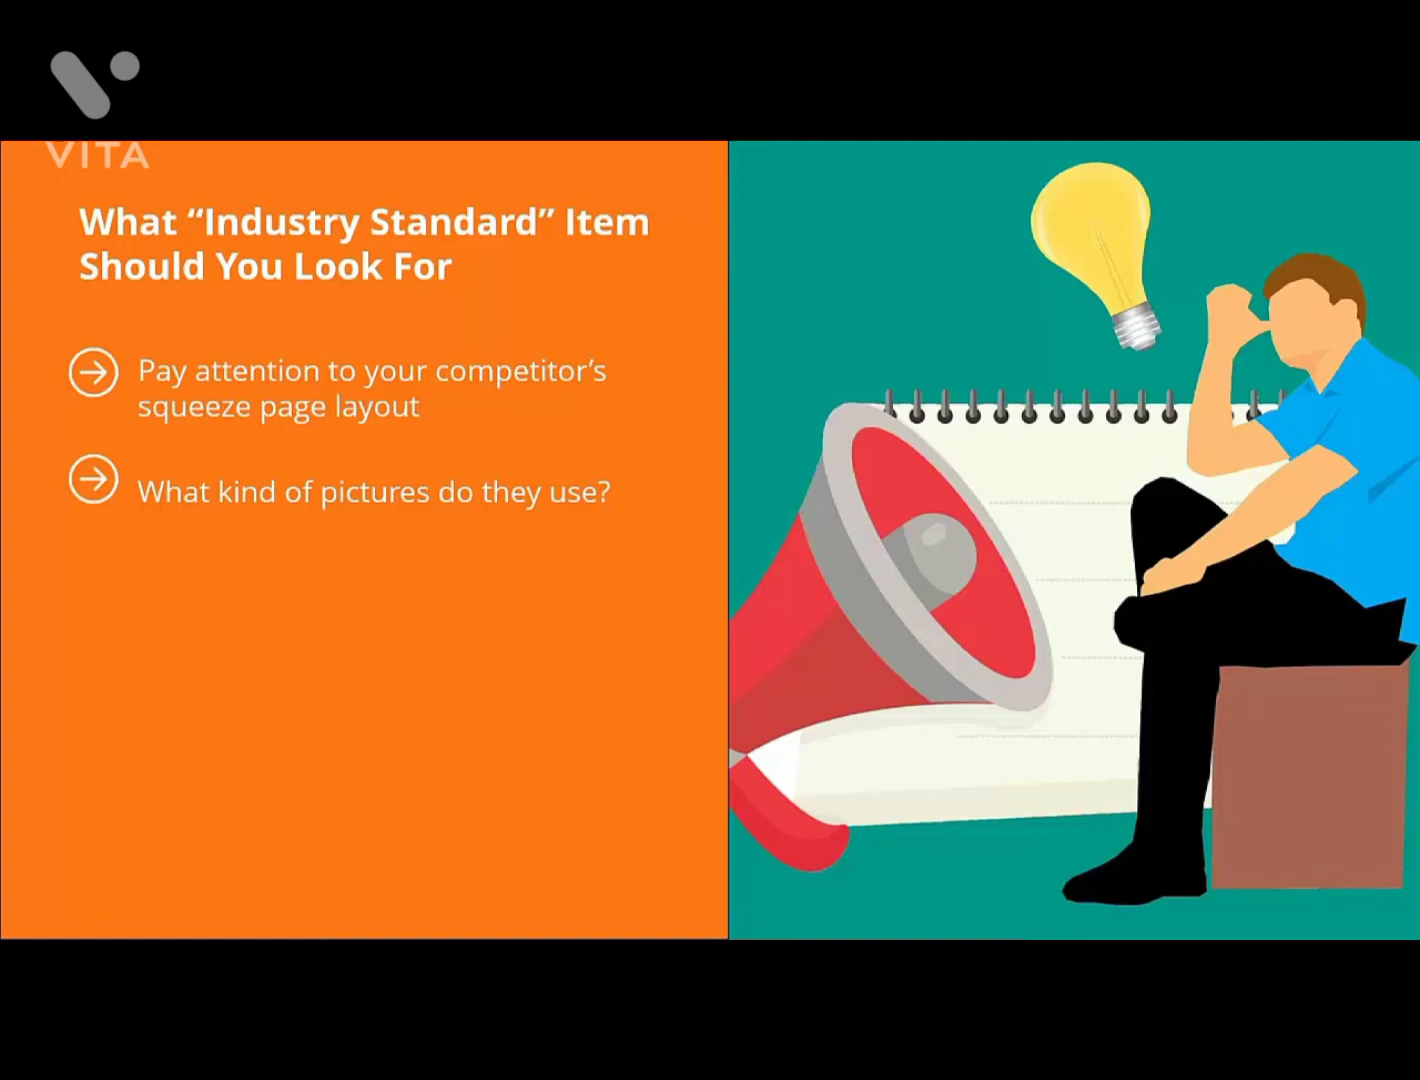 VITA
What “Industry Standard” Item
Should You Look For
Pay attention to your competitor’s
squeeze page layout
What kind of pictures do they use?